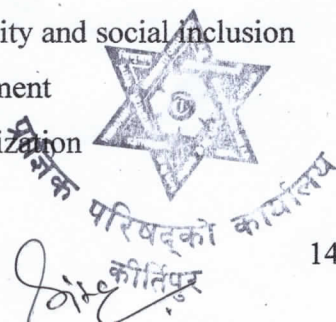 ity and social inclusion
ment
ization
प्राज्ञिक परिषद्को कार्यालय
कीर्तिपुर
14